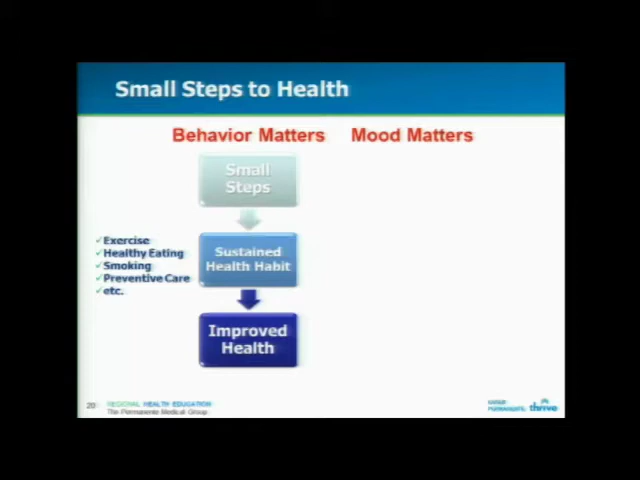 Small Steps to Health
Behavior Matters Mood Matters
Small
Steps
✓Exercise
✓Healthy Eating
✓Smoking
✓Preventive Care
✓etc.
Sustained
Health Habit
Improved
Health
20
REGIONAL HEALTH EDUCATION
The Permanente Medical Group
thrive